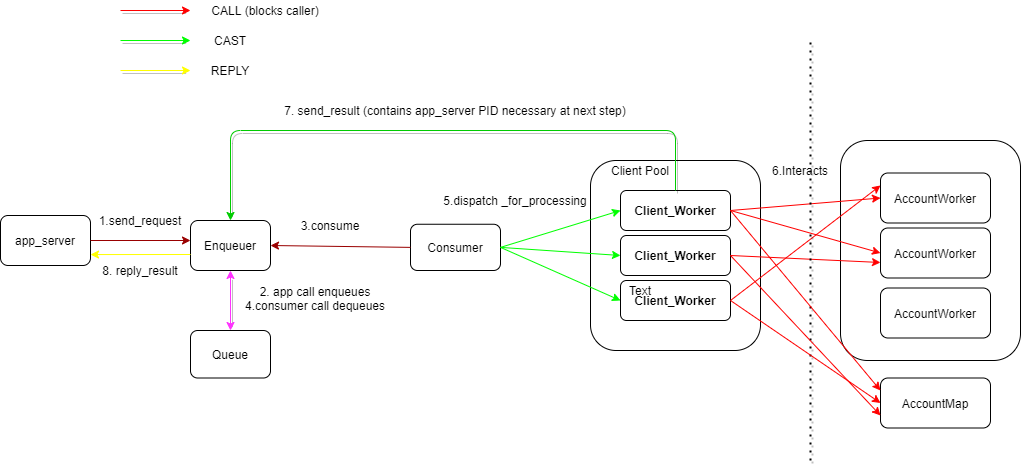 CALL (blocks caller)
CAST
REPLY
7. send_result (contains app_server PID necessary at next step)
Client Pool
6.Interacts
AccountWorker
5.dispatch _for_processing
Client_Worker
1.send_request
3.consume
app_server
Enqueuer
Consumer
Client_Worker
AccountWorker
8. reply_result
2. app call enqueues
4.consumer call dequeues
Text
Client_Worker
AccountWorker
Queue
AccountMap